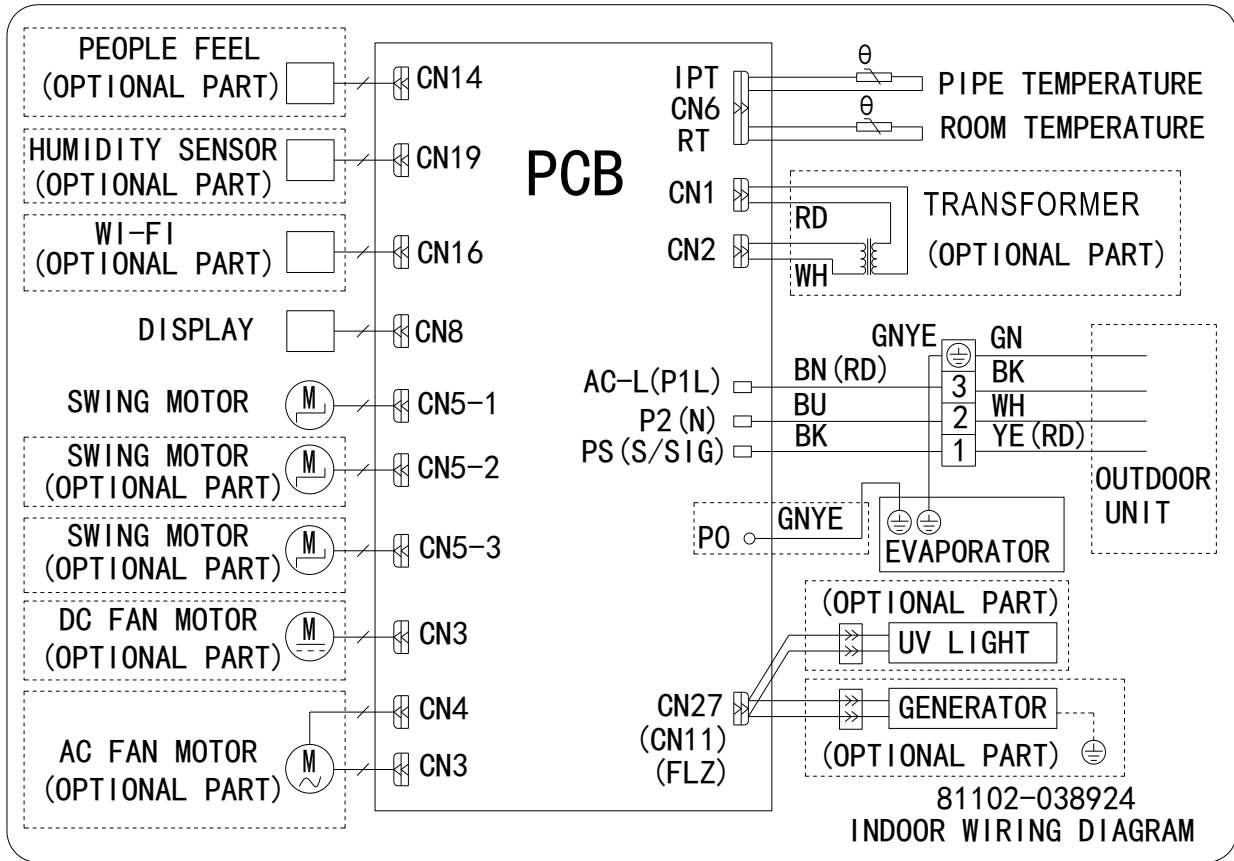 PEOPLE FEEL
(OPTIONAL PART)
CN14
HUMIDITY SENSOR
(OPTIONAL PART)
CN19
WI-FI
(OPTIONAL PART)
CN16
DISPLAY
CN8
SWING MOTOR
M
CN5-1
SWING MOTOR
(OPTIONAL PART)
M
CN5-2
SWING MOTOR
(OPTIONAL PART)
M
CN5-3
DC FAN MOTOR
(OPTIONAL PART)
M
CN3
AC FAN MOTOR
(OPTIONAL PART)
M
CN4
CN3
PCB
IPT
CN6
RT
θ
PIPE TEMPERATURE
θ
ROOM TEMPERATURE
CN1
CN2
RD
WH
TRANSFORMER
(OPTIONAL PART)
AC-L(P1L)
P2(N)
PS(S/SIG)
BN(RD)
BU
BK
GNYE
3
2
1
GN
BK
WH
YE(RD)
OUTDOOR
UNIT
P0
GNYE
EVAPORATOR
(OPTIONAL PART)
UV LIGHT
CN27
(CN11)
(FLZ)
GENERATOR
(OPTIONAL PART)
81102-038924
INDOOR WIRING DIAGRAM